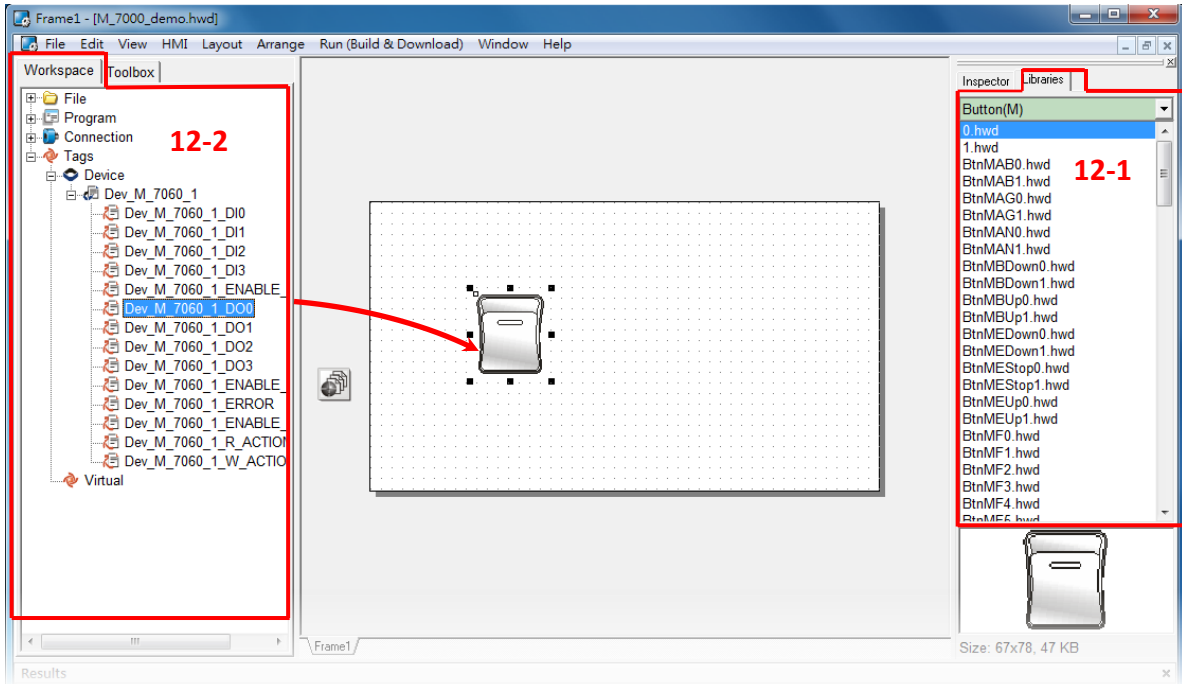 Frame1 - [M_7000_demo.hwd]
File Edit View HMI Layout Arrange Run (Build & Download) Window Help
Workspace Toolbox
File
Program
Connection
12-2
Tags
Device
Dev_M_7060_1
Dev_M_7060_1_DI0
Dev_M_7060_1_DI1
Dev_M_7060_1_DI2
Dev_M_7060_1_DI3
Dev_M_7060_1_ENABLE_
Dev_M_7060_1_DO0
Dev_M_7060_1_DO1
Dev_M_7060_1_DO2
Dev_M_7060_1_DO3
Dev_M_7060_1_ENABLE_
Dev_M_7060_1_ERROR
Dev_M_7060_1_ENABLE_
Dev_M_7060_1_R_ACTION
Dev_M_7060_1_W_ACTIO
Virtual
Frame1
Inspector Libraries
Button(M)
0.hwd
1.hwd
BtnMAB0.hwd
12-1
BtnMAB1.hwd
BtnMAG0.hwd
BtnMAG1.hwd
BtnMAN0.hwd
BtnMAN1.hwd
BtnMBDown0.hwd
BtnMBDown1.hwd
BtnMBUp0.hwd
BtnMBUp1.hwd
BtnMEDown0.hwd
BtnMEDown1.hwd
BtnMEStop0.hwd
BtnMEStop1.hwd
BtnMEUp0.hwd
BtnMEUp1.hwd
BtnMF0.hwd
BtnMF1.hwd
BtnMF2.hwd
BtnMF3.hwd
BtnMF4.hwd
BtnMF5.hwd
Size: 67x78, 47 KB
Results